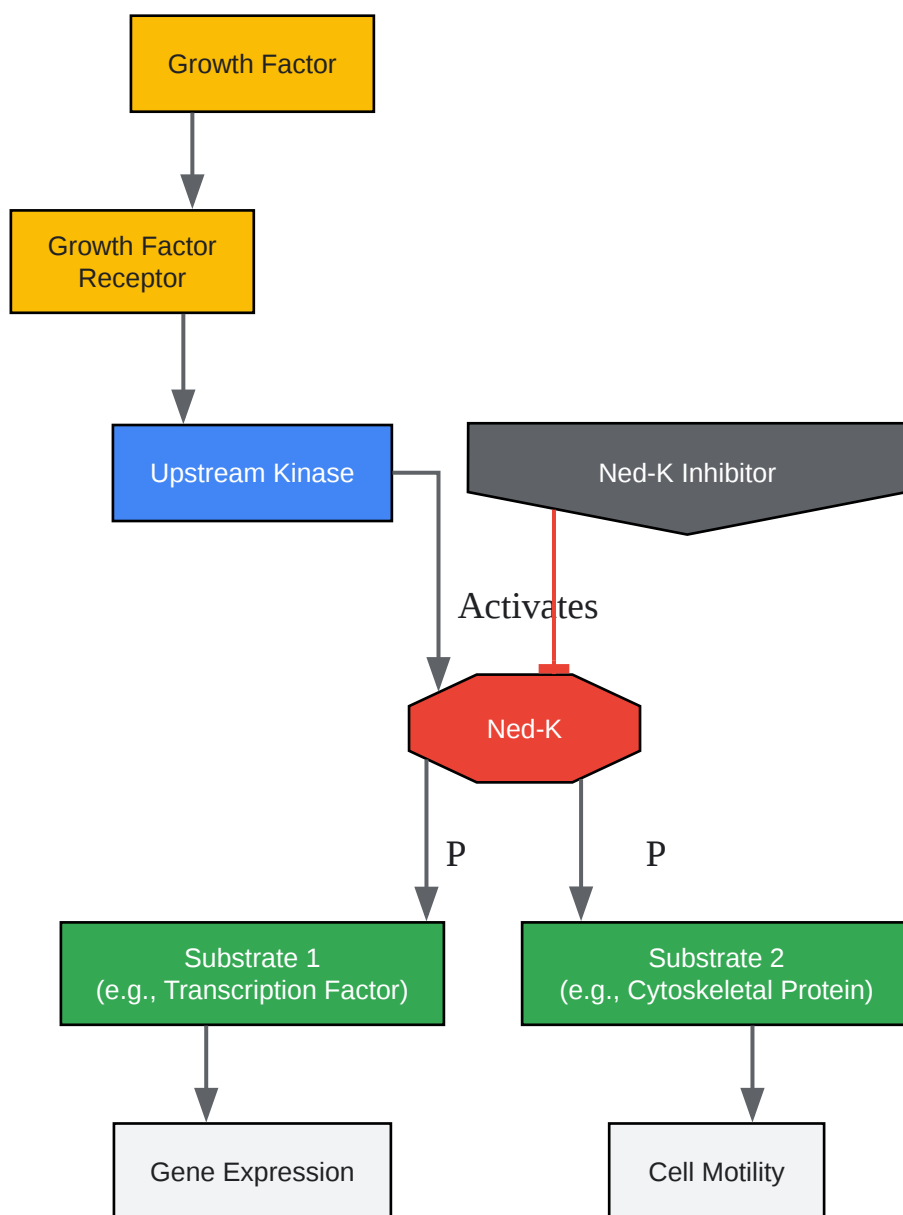 Growth Factor
Growth Factor
Receptor
Upstream Kinase
Ned-K Inhibitor
Activates
Ned-K
P
P
Substrate 1
(e.g., Transcription Factor)
Substrate 2
(e.g., Cytoskeletal Protein)
Gene Expression
Cell Motility